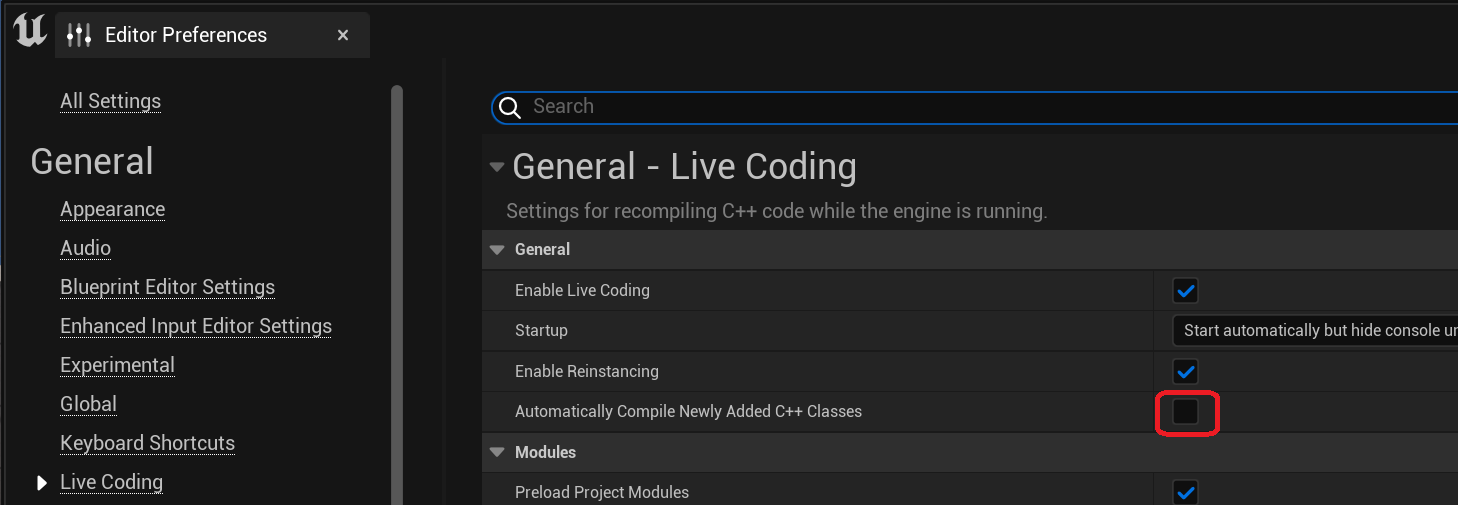 Editor Preferences
All Settings
General
Appearance
Audio
Blueprint Editor Settings
Enhanced Input Editor Settings
Experimental
Global
Keyboard Shortcuts
Live Coding
Search
General - Live Coding
Settings for recompiling C++ code while the engine is running.
General
Enable Live Coding
Startup
Start automatically but hide console
Enable Reinstancing
Automatically Compile Newly Added C++ Classes
Modules
Preload Project Modules